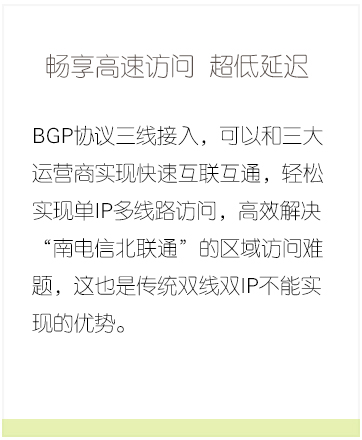 畅享高速访问 超低延迟
BGP协议三线接入，可以和三大
运营商实现快速互联互通，轻松
实现单IP多线路访问，高效解决
“南电信北联通”的区域访问难
题，这也是传统双线双IP不能实
现的优势。